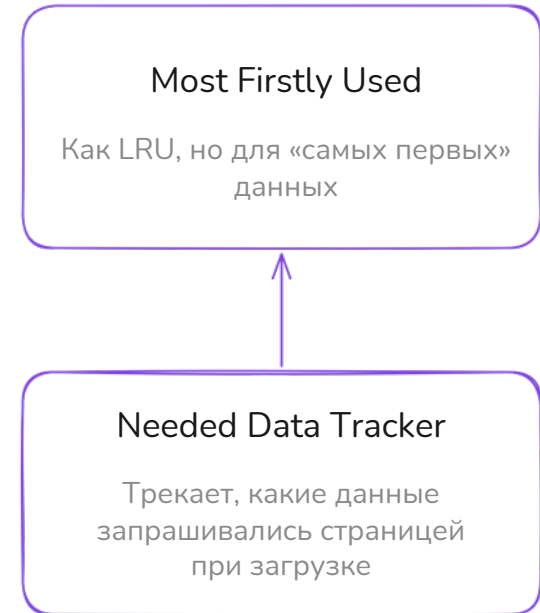 Most Firstly Used
Как LRU, но для «самых первых»
данных
Needed Data Tracker
Трекает, какие данные
запрашивались страницей
при загрузке